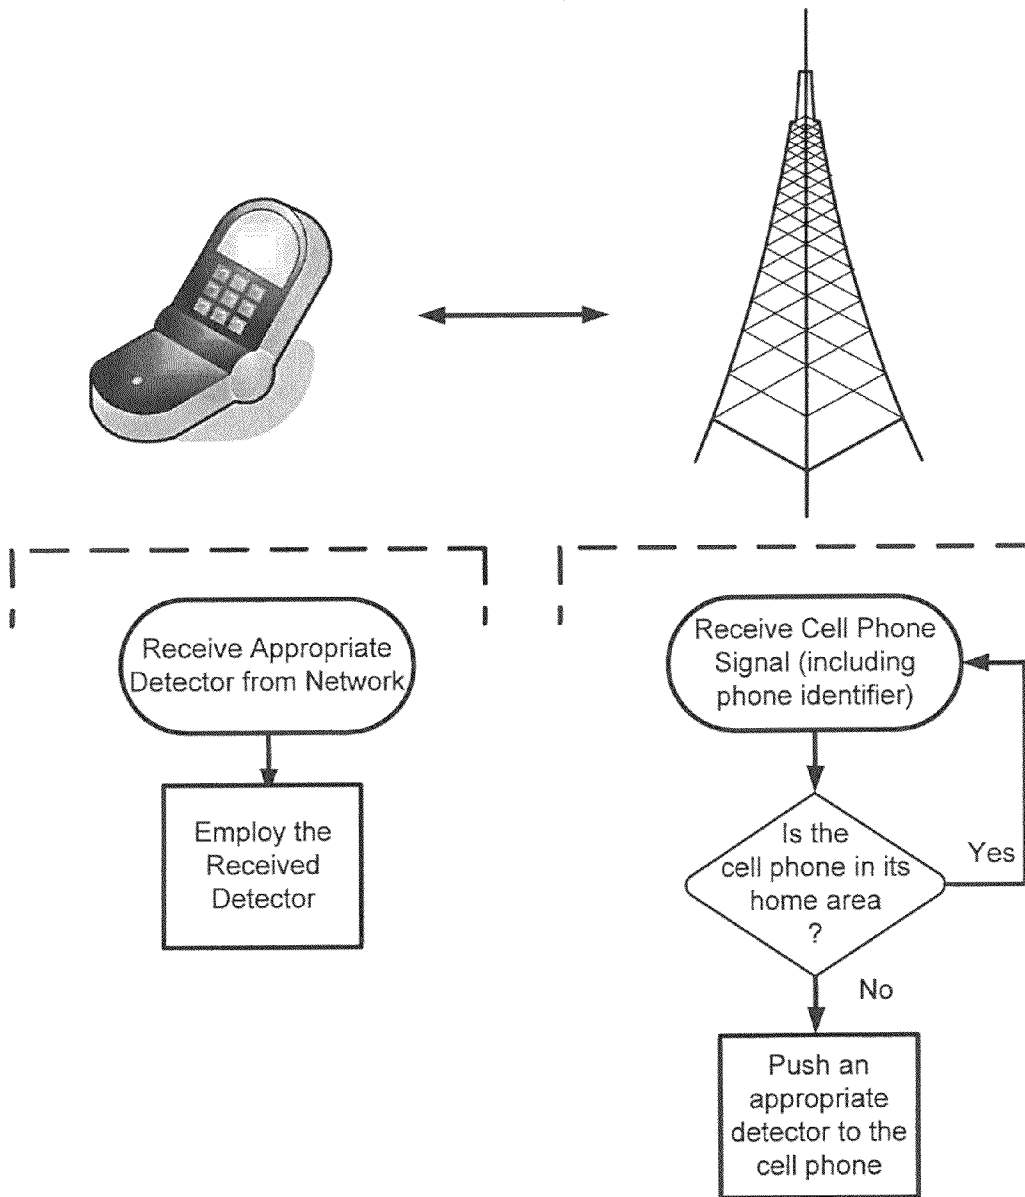 Receive Appropriate
Detector from Network
Employ the
Received
Detector
Receive Cell Phone
Signal (including
phone identifier)
Is the
cell phone in its
home area
?
Yes
No
Push an
appropriate
detector to the
cell phone